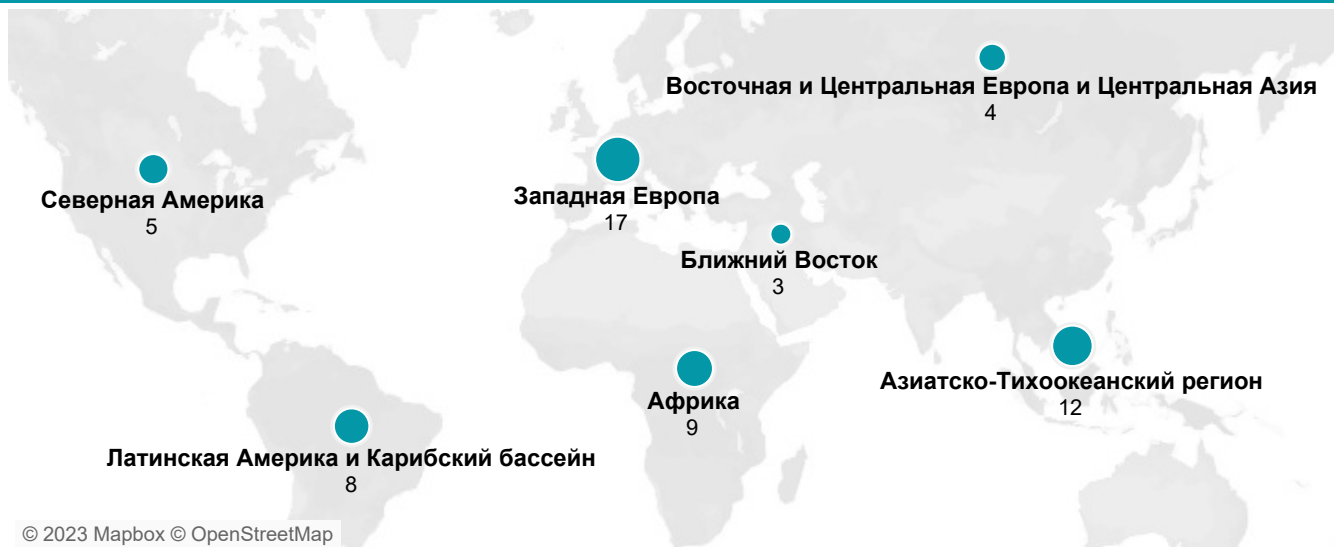 Восточная и Центральная Европа и Центральная Азия
4
Северная Америка
5
Западная Европа
17
Ближний Восток
3
Азиатско-Тихоокеанский регион
12
Африка
9
Латинская Америка и Карибский бассейн
8
© 2023 Mapbox © OpenStreetMap